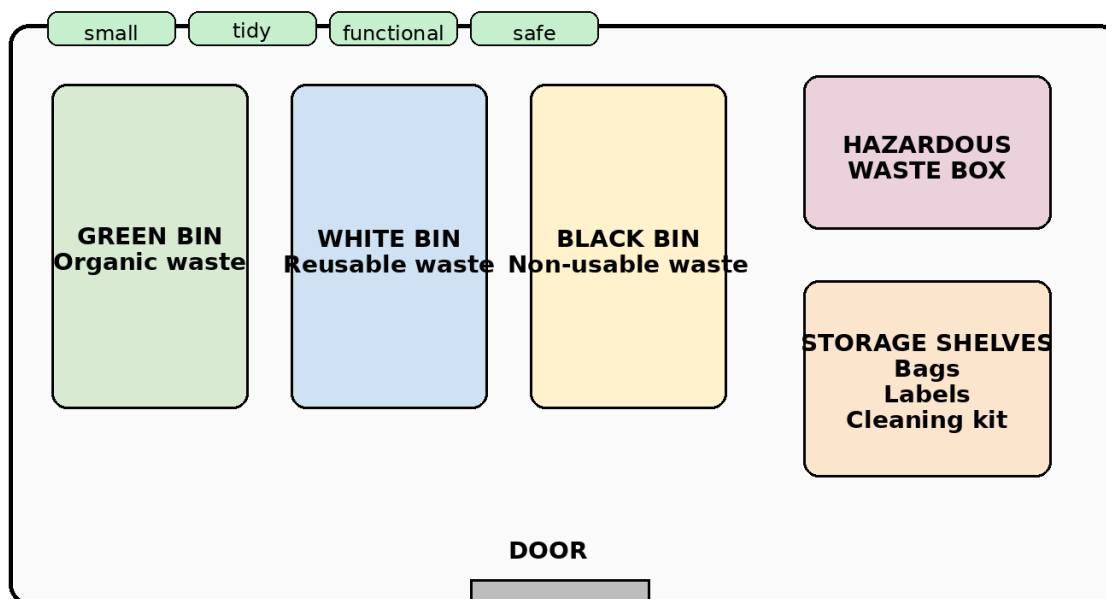 small
tidy
functional
safe
GREEN BIN
Organic waste
WHITE BIN
Reusable waste
BLACK BIN
Non-usable waste
HAZARDOUS
WASTE BOX
STORAGE SHELVES
Bags
Labels
Cleaning kit
DOOR